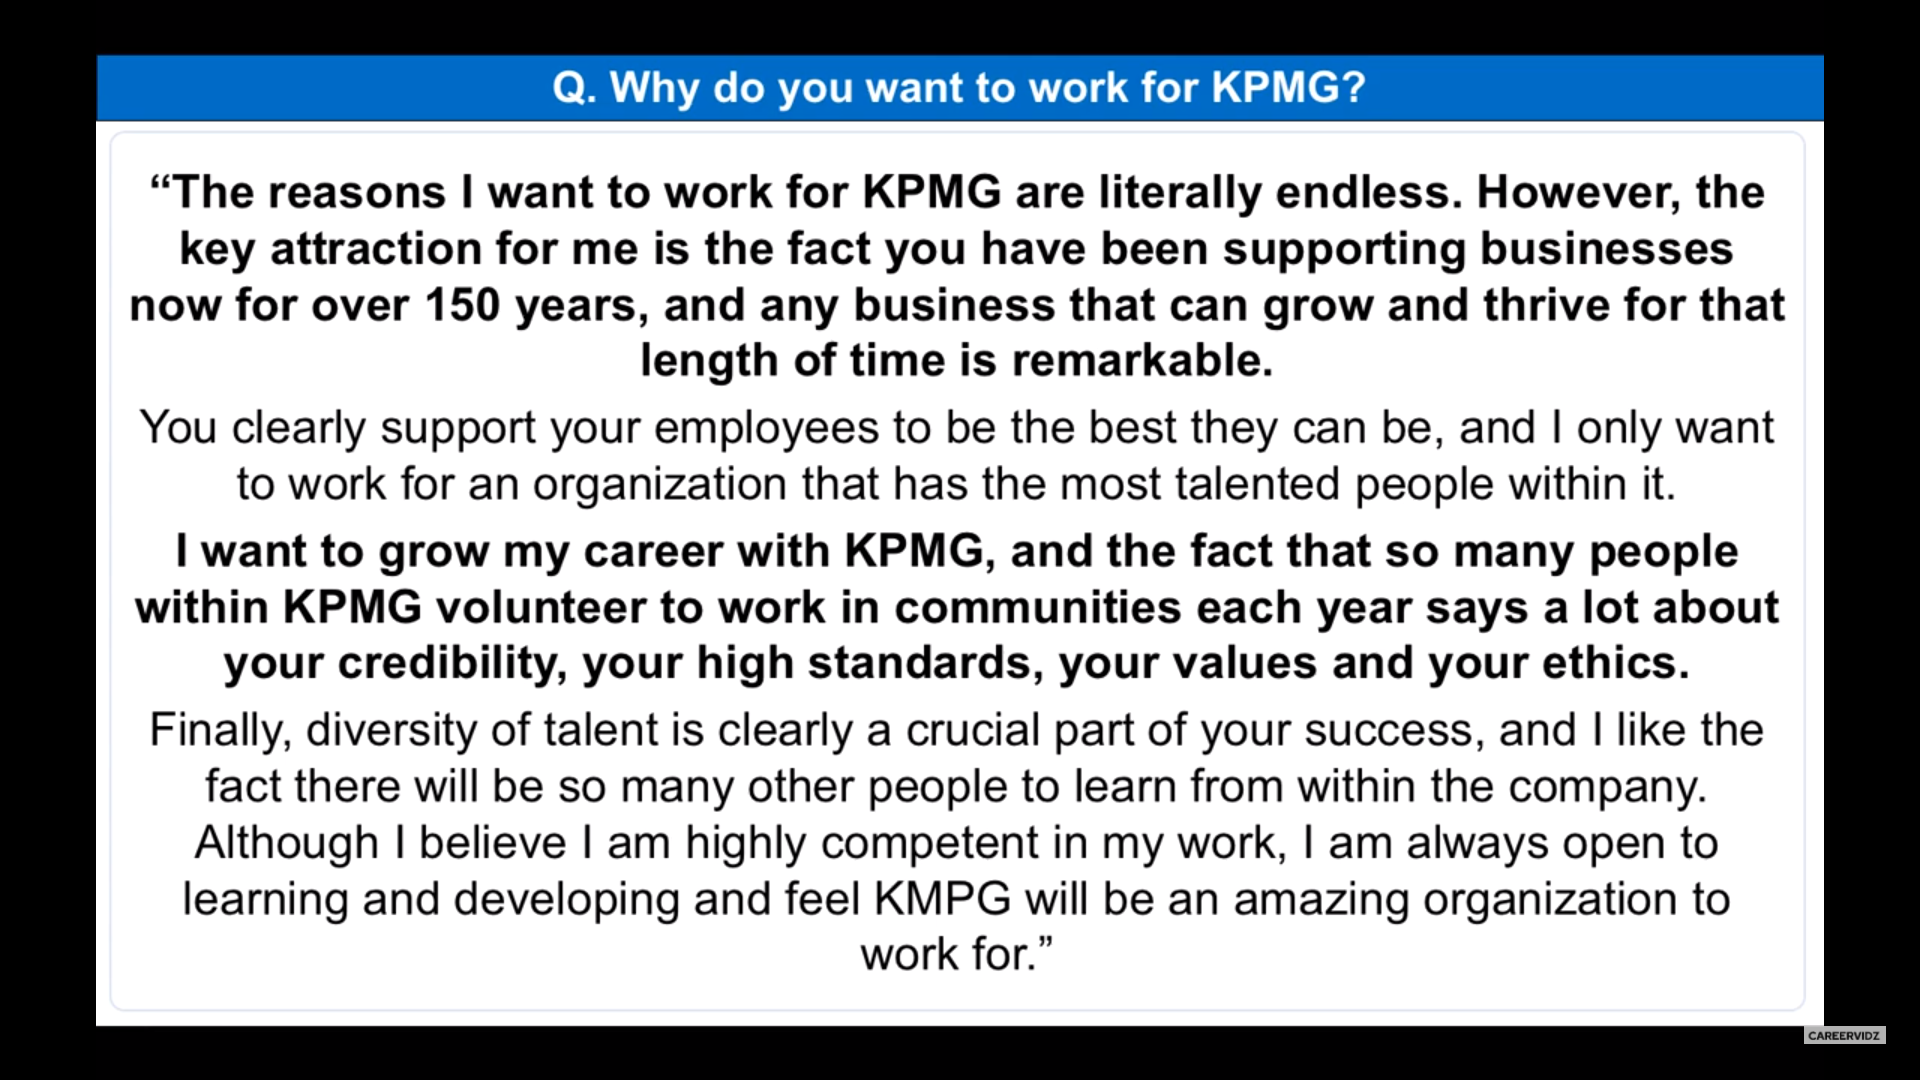 Q. Why do you want to work for KPMG?
“The reasons I want to work for KPMG are literally endless. However, the
key attraction for me is the fact you have been supporting businesses
now for over 150 years, and any business that can grow and thrive for that
length of time is remarkable.
You clearly support your employees to be the best they can be, and I only want
to work for an organization that has the most talented people within it.
I want to grow my career with KPMG, and the fact that so many people
within KPMG volunteer to work in communities each year says a lot about
your credibility, your high standards, your values and your ethics.
Finally, diversity of talent is clearly a crucial part of your success, and I like the
fact there will be so many other people to learn from within the company.
Although I believe I am highly competent in my work, I am always open to
learning and developing and feel KMPG will be an amazing organization to
work for.”
CAREERVIDZ